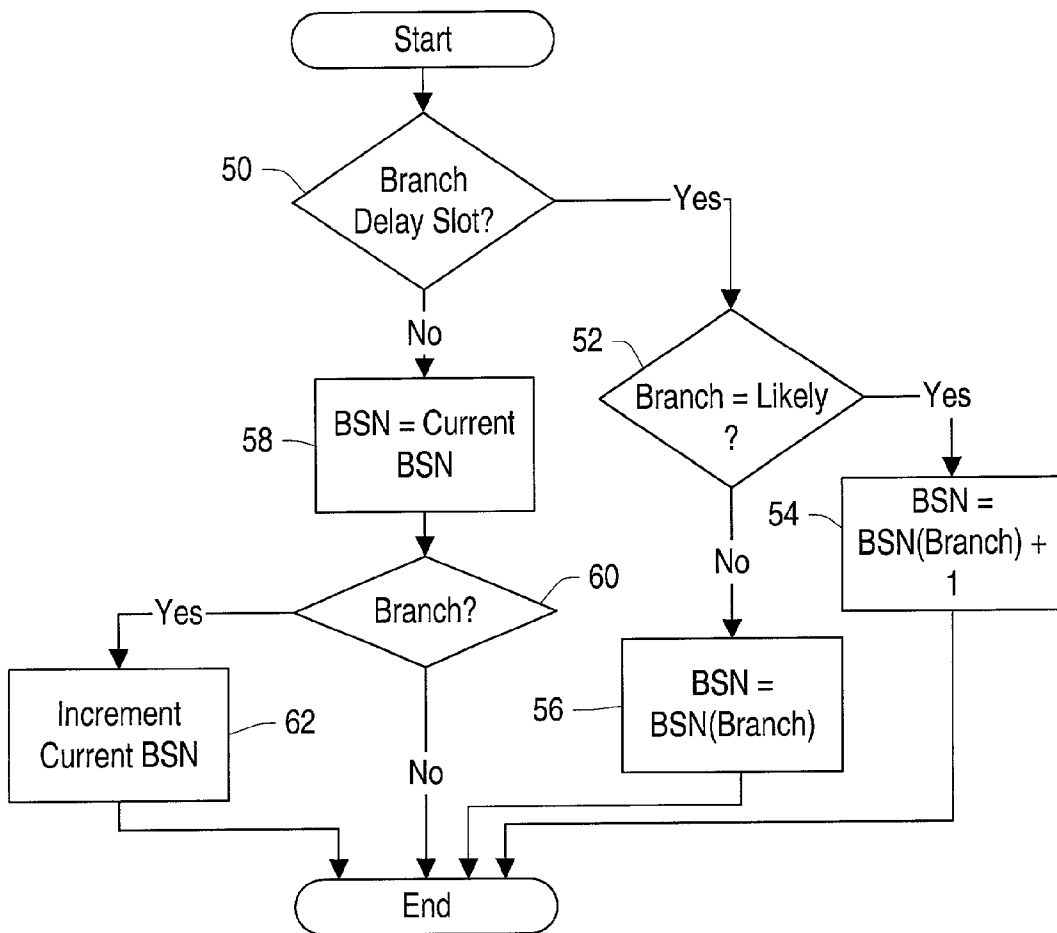 Start
50
Branch
Delay Slot?
Yes
No
52
Branch = Likely
?
Yes
58
BSN = Current
BSN
54
BSN =
BSN(Branch) +
1
No
60
Branch?
Yes
56
BSN =
BSN(Branch)
Increment
Current BSN
62
No
End